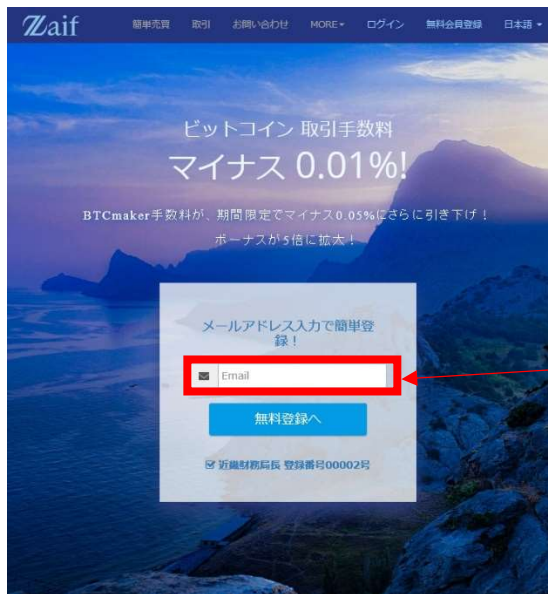 Zaif 簡単売買 取引 お問い合わせ MORE ログイン 無料会員登録 日本語
ビットコイン 取引手数料
マイナス 0.01%!
BTCmaker手数料が、期間限定でマイナス0.05%にさらに引き下げ！
ボーナスが5倍に拡大！
メールアドレス入力で簡単登
録！
Email
無料登録へ
近畿財務局長 登録番号00002号